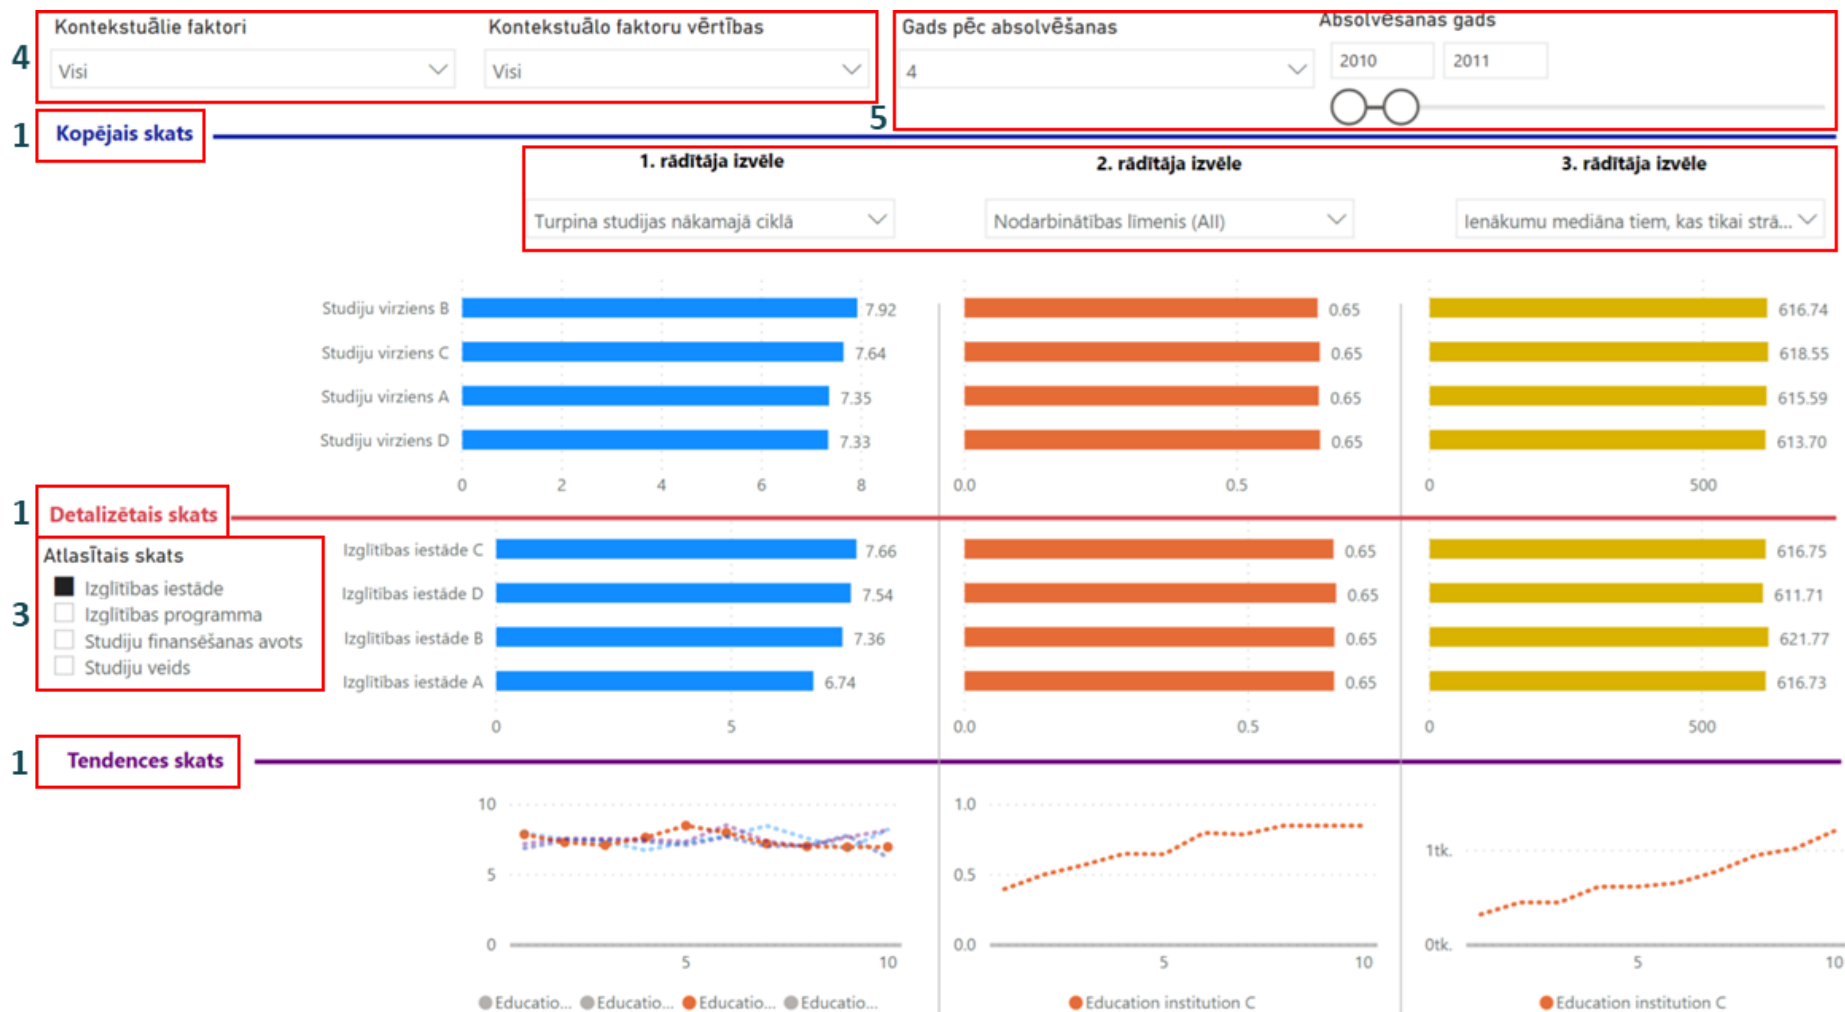 Kontekstuālie faktori
Kontekstuālo faktoru vērtības
Gads pēc absolvēšanas
Absolvēšanas gads
4
Visi
Visi
4
2010
2011
5
1
Kopējais skats
1. rādītāja izvēle
2. rādītāja izvēle
3. rādītāja izvēle
Turpina studijas nākamajā ciklā
Nodarbinātības līmenis (All)
Ienākumu mediāna tiem, kas tikai strā...
Studiju virziens B
7.92
0.65
616.74
Studiju virziens C
7.64
0.65
618.55
Studiju virziens A
7.35
0.65
615.59
Studiju virziens D
7.33
0.65
613.70
0 2 4 6 8
0.0 0.5
0 500
1
Detalizētais skats
Atlasītais skats
3
Izglītības iestāde
Izglītības programma
Studiju finansēšanas avots
Studiju veids
Izglītības iestāde C
7.66
0.65
616.75
Izglītības iestāde D
7.54
0.65
611.71
Izglītības iestāde B
7.36
0.65
621.77
Izglītības iestāde A
6.74
0.65
616.73
0 5
0.0 0.5
0 500
1
Tendences skats
10
5
0
5 10
1.0
0.5
0.0
5 10
1tk.
0tk.
5 10
Educatio... Educatio... Educatio... Educatio...
Education institution C
Education institution C